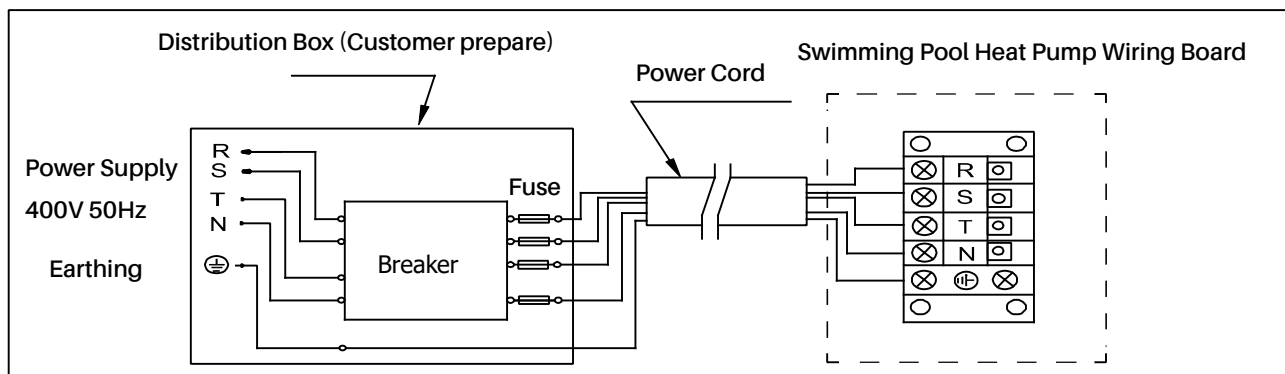 Distribution Box (Customer prepare)
Power Cord
Swimming Pool Heat Pump Wiring Board
Power Supply
400V 50Hz
Earthing
R
S
T
N
Breaker
Fuse
R
S
T
N